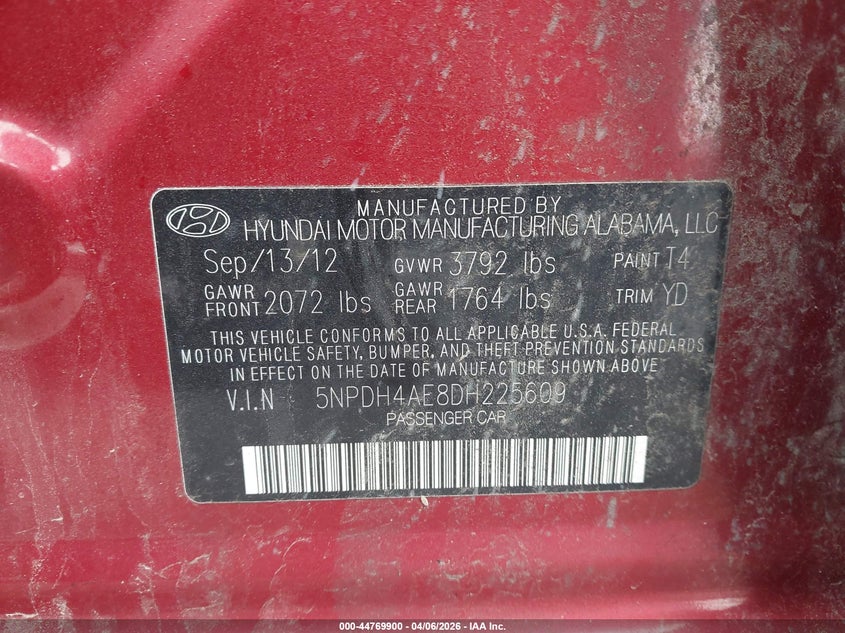 MANUFACTURED BY
HYUNDAI MOTOR MANUFACTURING ALABAMA, LLC
Sep/13/12 GVWR 3792 lbs PAINT T4
GAWR FRONT 2072 lbs GAWR REAR 1764 lbs TRIM YD
THIS VEHICLE CONFORMS TO ALL APPLICABLE U.S.A. FEDERAL
MOTOR VEHICLE SAFETY, BUMPER, AND THEFT PREVENTION STANDARDS
IN EFFECT ON THE DATE OF MANUFACTURE SHOWN ABOVE
V.I.N 5NPDH4AE8DH225609
PASSENGER CAR
000-44769900 - 04/06/2026 - IAA Inc.